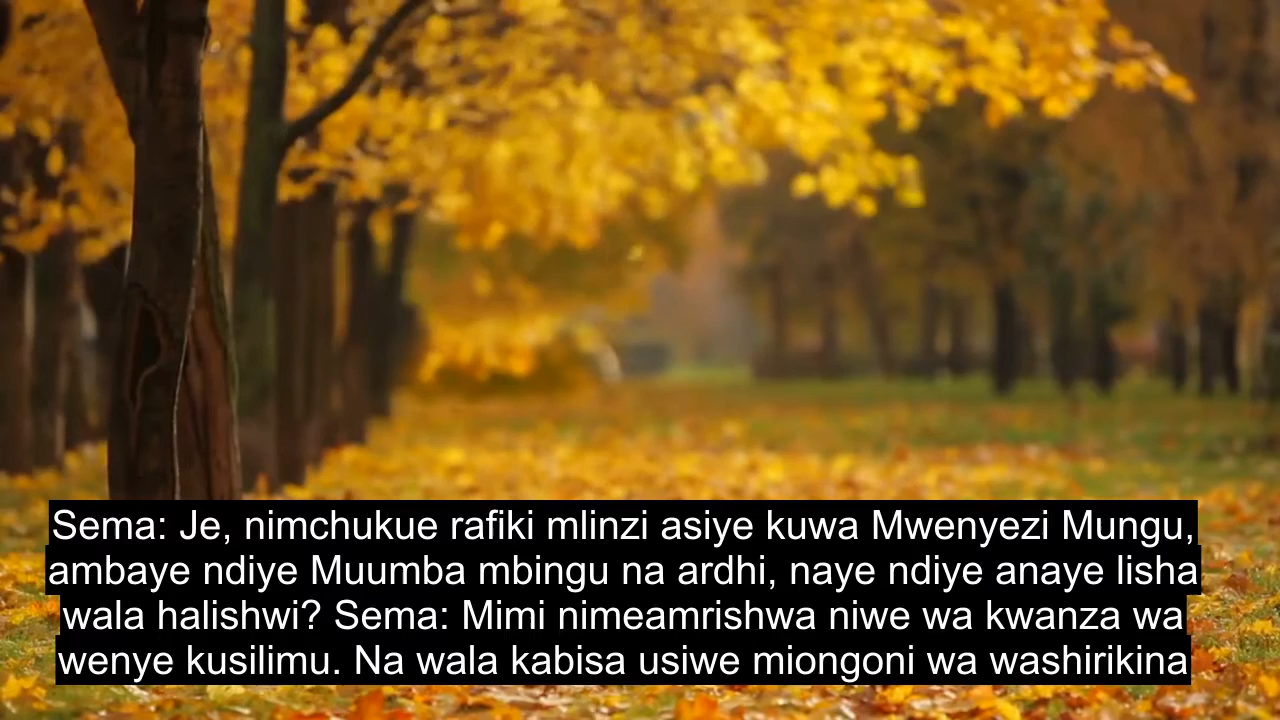 Sema: Je, nimchukue rafiki mlinzi asiye kuwa Mwenyezi Mungu,
ambaye ndiye Muumba mbingu na ardhi, naye ndiye anaye lisha
wala halishwi? Sema: Mimi nimeamrishwa niwe wa kwanza wa
wenye kusilimu. Na wala kabisa usiwe miongoni wa washirikina